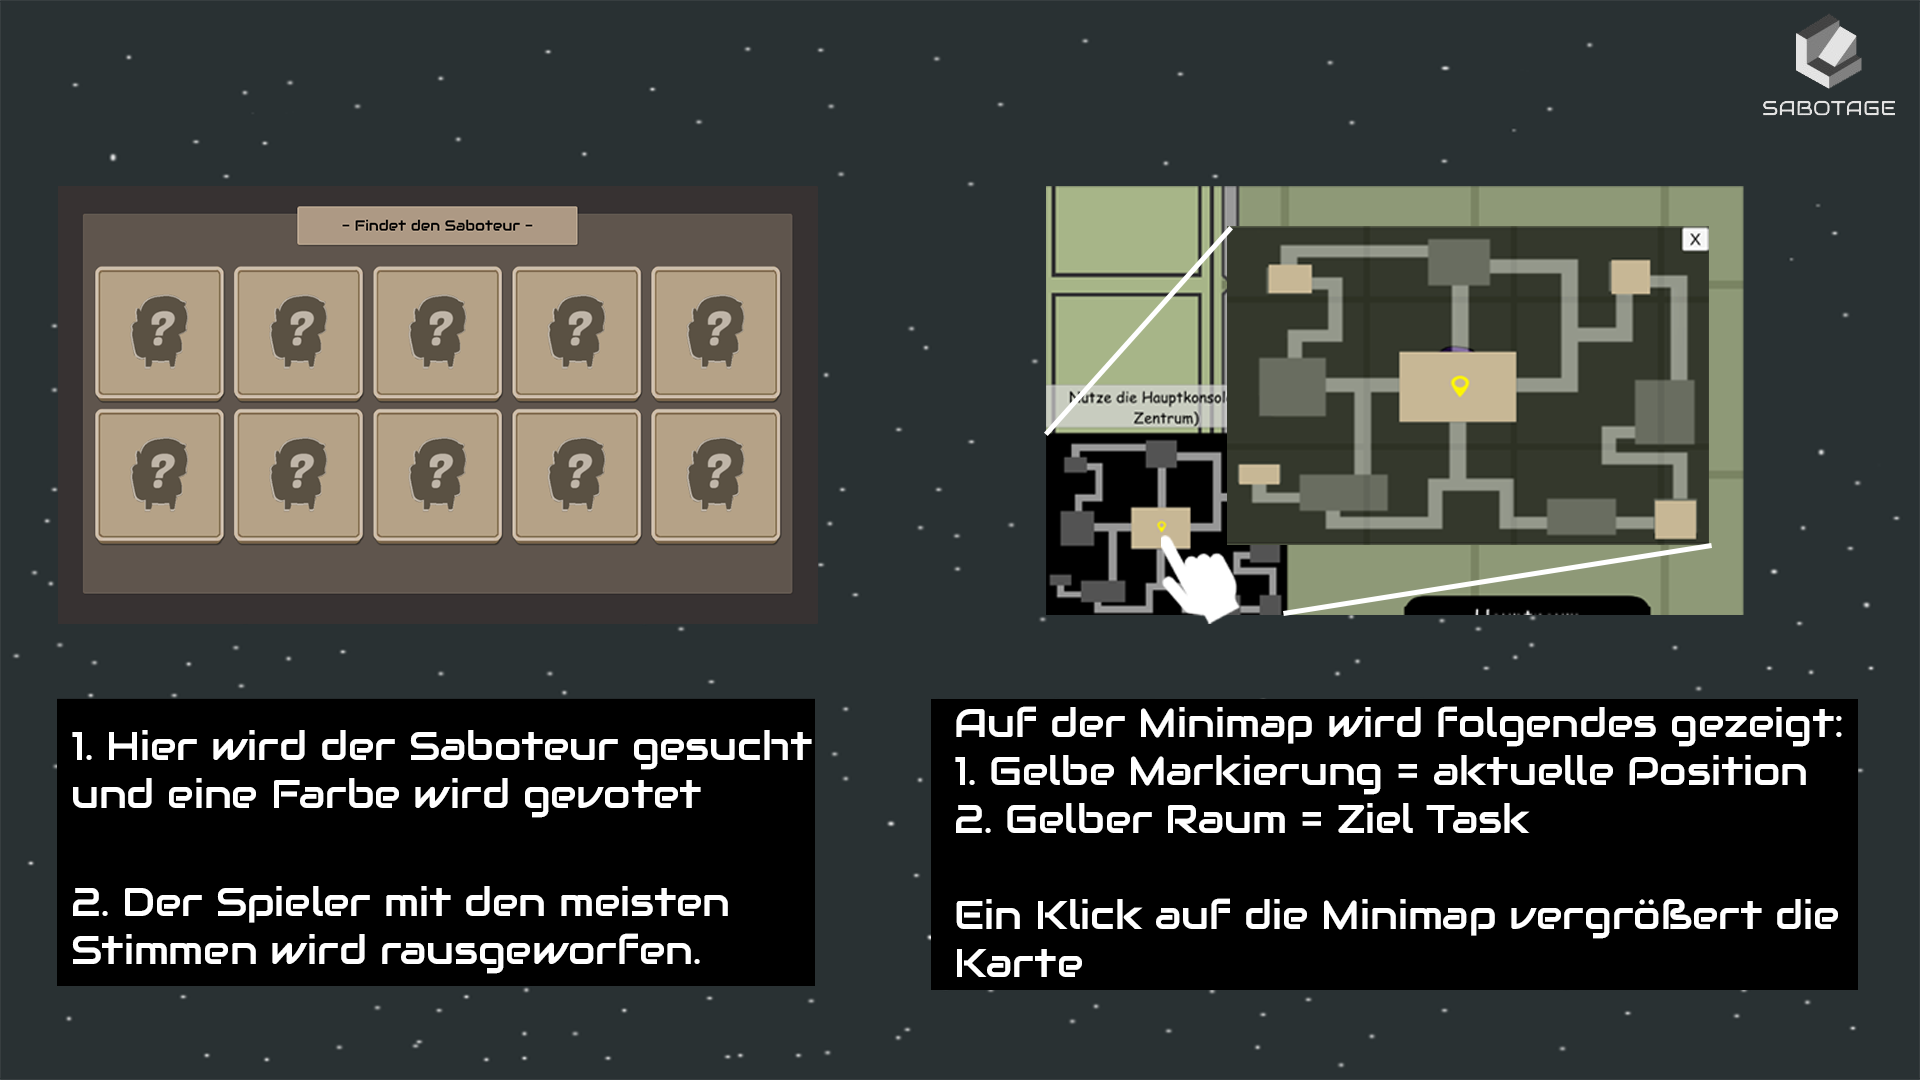 SABOTAGE
- Findet den Saboteur -
?
?
?
?
?
?
?
?
?
?
X
Nutze die Hauptkonsole
Zentrum)
1. Hier wird der Saboteur gesucht
und eine Farbe wird gevotet
2. Der Spieler mit den meisten
Stimmen wird rausgeworfen.
Auf der Minimap wird folgendes gezeigt:
1. Gelbe Markierung = aktuelle Position
2. Gelber Raum = Ziel Task
Ein Klick auf die Minimap vergrößert die
Karte